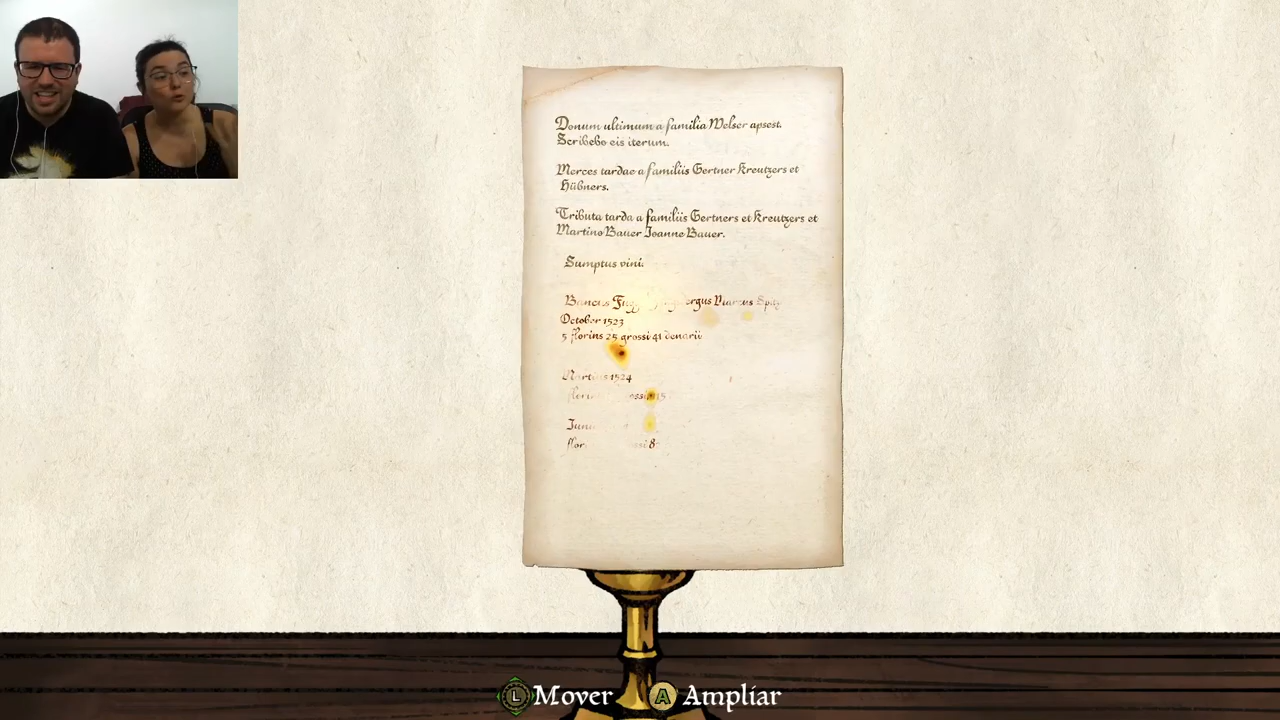 Donum ultimum a familia Welser apsest.
Scribebo eis iterum.
Merces tardae a familiis Gertner Kreutzers et
Hübners.
Tributa tarda a familiis Gertners et Kreutzers et
Martino Bauer Joanne Bauer.
Sumptus vini:
October 1523
5 florins 25 grossi 41 denarii
Martius 1524
15
8
L Mover A Ampliar